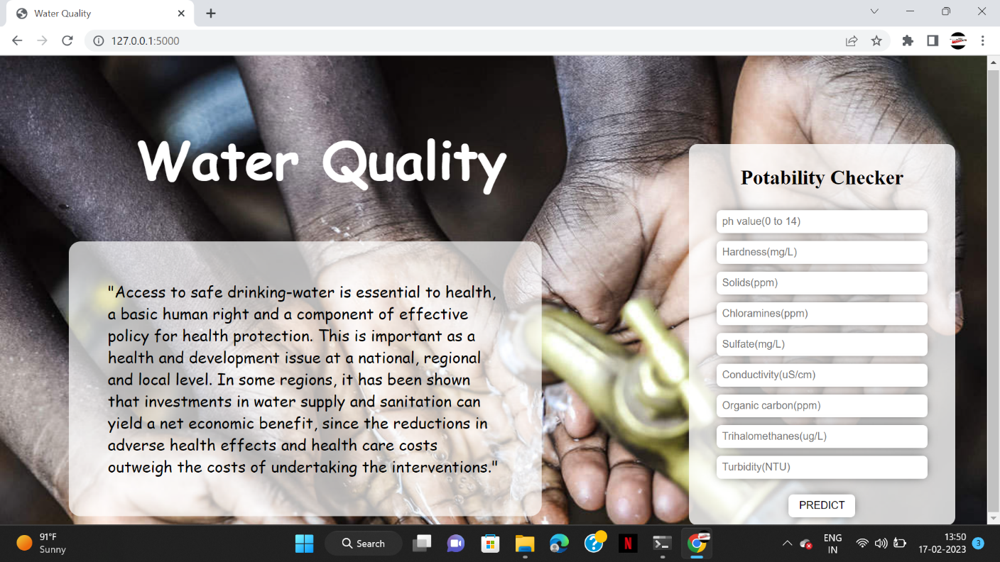 Water Quality
127.0.0.1:5000
Water Quality
"Access to safe drinking-water is essential to health,
a basic human right and a component of effective
policy for health protection. This is important as a
health and development issue at a national, regional
and local level. In some regions, it has been shown
that investments in water supply and sanitation can
yield a net economic benefit, since the reductions in
adverse health effects and health care costs
outweigh the costs of undertaking the interventions."
Potability Checker
ph value(0 to 14)
Hardness(mg/L)
Solids(ppm)
Chloramines(ppm)
Sulfate(mg/L)
Conductivity(uS/cm)
Organic carbon(ppm)
Trihalomethanes(ug/L)
Turbidity(NTU)
PREDICT
91°F
Sunny
Search
N
ENG
IN
13:50
17-02-2023
3